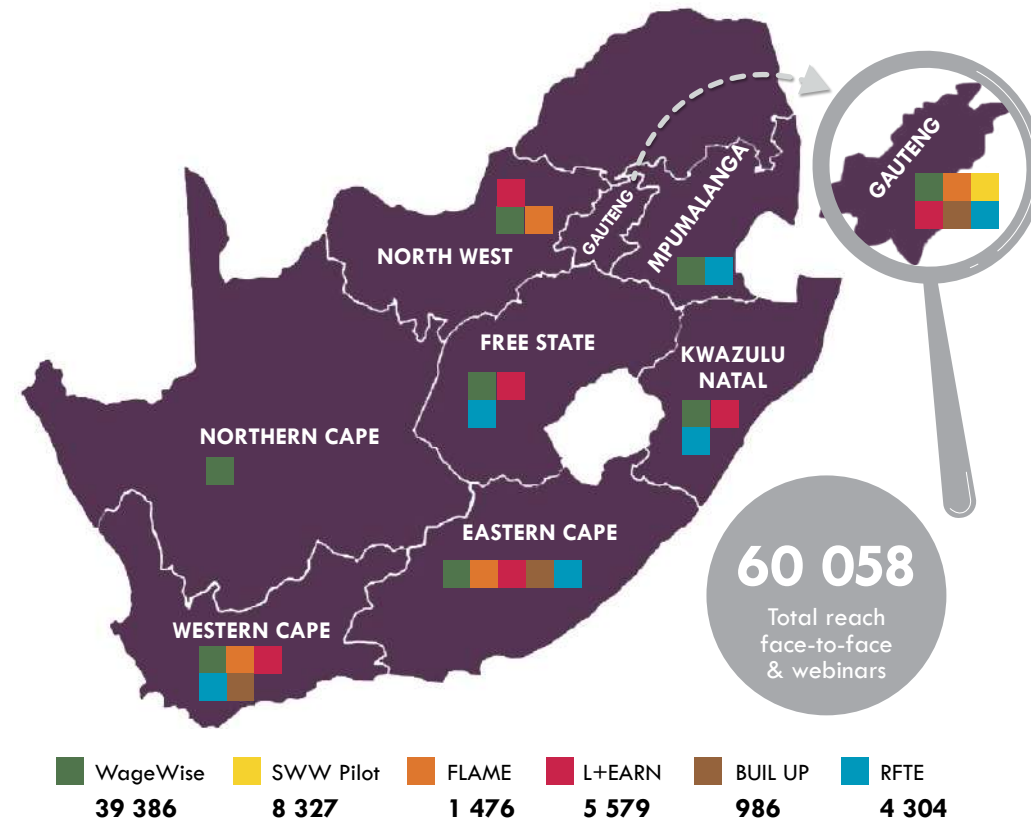 GAUTENG
GAUTENG
MPUMALANGA
NORTH WEST
FREE STATE
KWAZULU
NATAL
NORTHERN CAPE
EASTERN CAPE
WESTERN CAPE
60 058
Total reach
face-to-face
& webinars
WageWise
39 386
SWW Pilot
8 327
FLAME
1 476
L+EARN
5 579
BUIL UP
986
RFTE
4 304